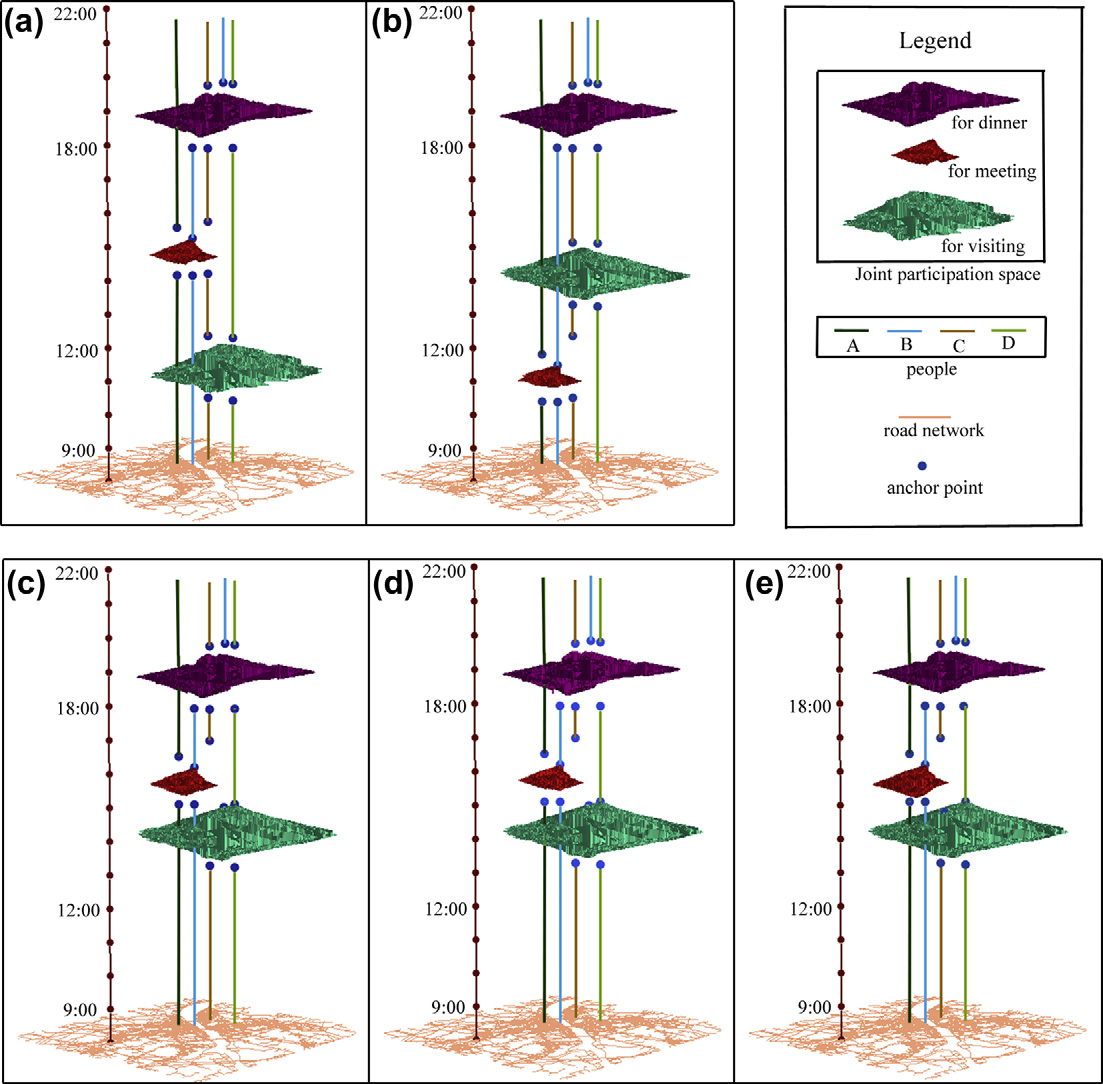 (a)
22:00
18:00
12:00
9:00
(b)
22:00
18:00
12:00
9:00
Legend
for dinner
for meeting
for visiting
Joint participation space
A B C D
people
road network
anchor point
(c)
22:00
18:00
12:00
9:00
(d)
22:00
18:00
12:00
9:00
(e)
22:00
18:00
12:00
9:00